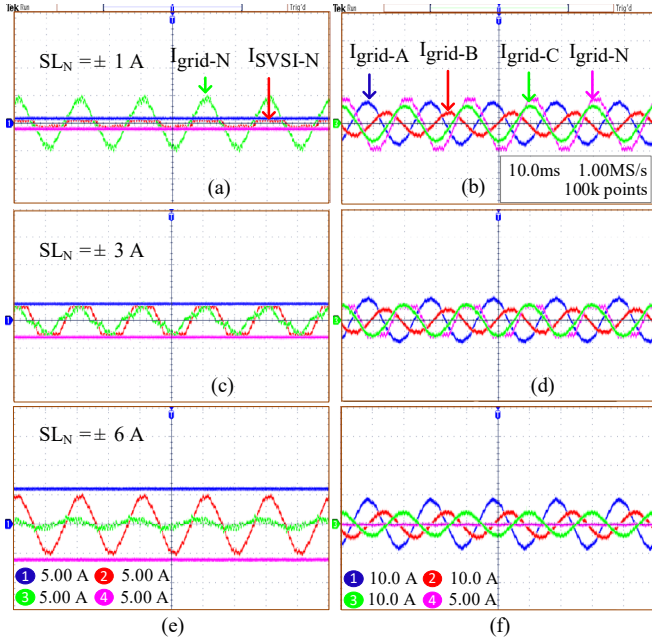 Tek Run
Trig'd
Tek Run
Trig'd
T
T
SL_N = ± 1 A
I_grid-N
I_SVSI-N
I_grid-A
I_grid-B
I_grid-C
I_grid-N
1
(a)
(b)
10.0ms 1.00MS/s
100k points
SL_N = ± 3 A
(c)
(d)
SL_N = ± 6 A
1 5.00 A 2 5.00 A
3 5.00 A 4 5.00 A
1 10.0 A 2 10.0 A
3 10.0 A 4 5.00 A
(e)
(f)